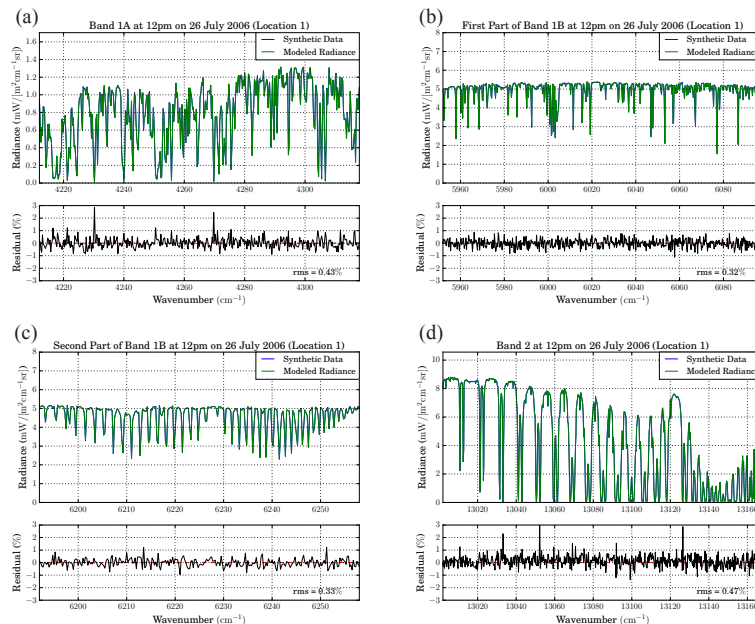 (a)
Band 1A at 12pm on 26 July 2006 (Location 1)
Radiance (mW/[m²cm⁻¹sr])
1.6
1.4
1.2
1.0
0.8
0.6
0.4
0.2
0.0
Synthetic Data
Modeled Radiance
4220 4240 4260 4280 4300
Residual (%)
3
2
1
0
−1
−2
−3
rms = 0.43%
4220 4240 4260 4280 4300
Wavenumber (cm⁻¹)
(b)
First Part of Band 1B at 12pm on 26 July 2006 (Location 1)
Radiance (mW/[m²cm⁻¹sr])
8
7
6
5
4
3
2
1
0
Synthetic Data
Modeled Radiance
5960 5980 6000 6020 6040 6060 6080
Residual (%)
3
2
1
0
−1
−2
−3
rms = 0.32%
5960 5980 6000 6020 6040 6060 6080
Wavenumber (cm⁻¹)
(c)
Second Part of Band 1B at 12pm on 26 July 2006 (Location 1)
Radiance (mW/[m²cm⁻¹sr])
8
7
6
5
4
3
2
1
0
Synthetic Data
Modeled Radiance
6200 6210 6220 6230 6240 6250
Residual (%)
3
2
1
0
−1
−2
−3
rms = 0.33%
6200 6210 6220 6230 6240 6250
Wavenumber (cm⁻¹)
(d)
Band 2 at 12pm on 26 July 2006 (Location 1)
Radiance (mW/[m²cm⁻¹sr])
10
8
6
4
2
0
Synthetic Data
Modeled Radiance
13020 13040 13060 13080 13100 13120 13140 13160
Residual (%)
3
2
1
0
−1
−2
−3
rms = 0.47%
13020 13040 13060 13080 13100 13120 13140 13160
Wavenumber (cm⁻¹)